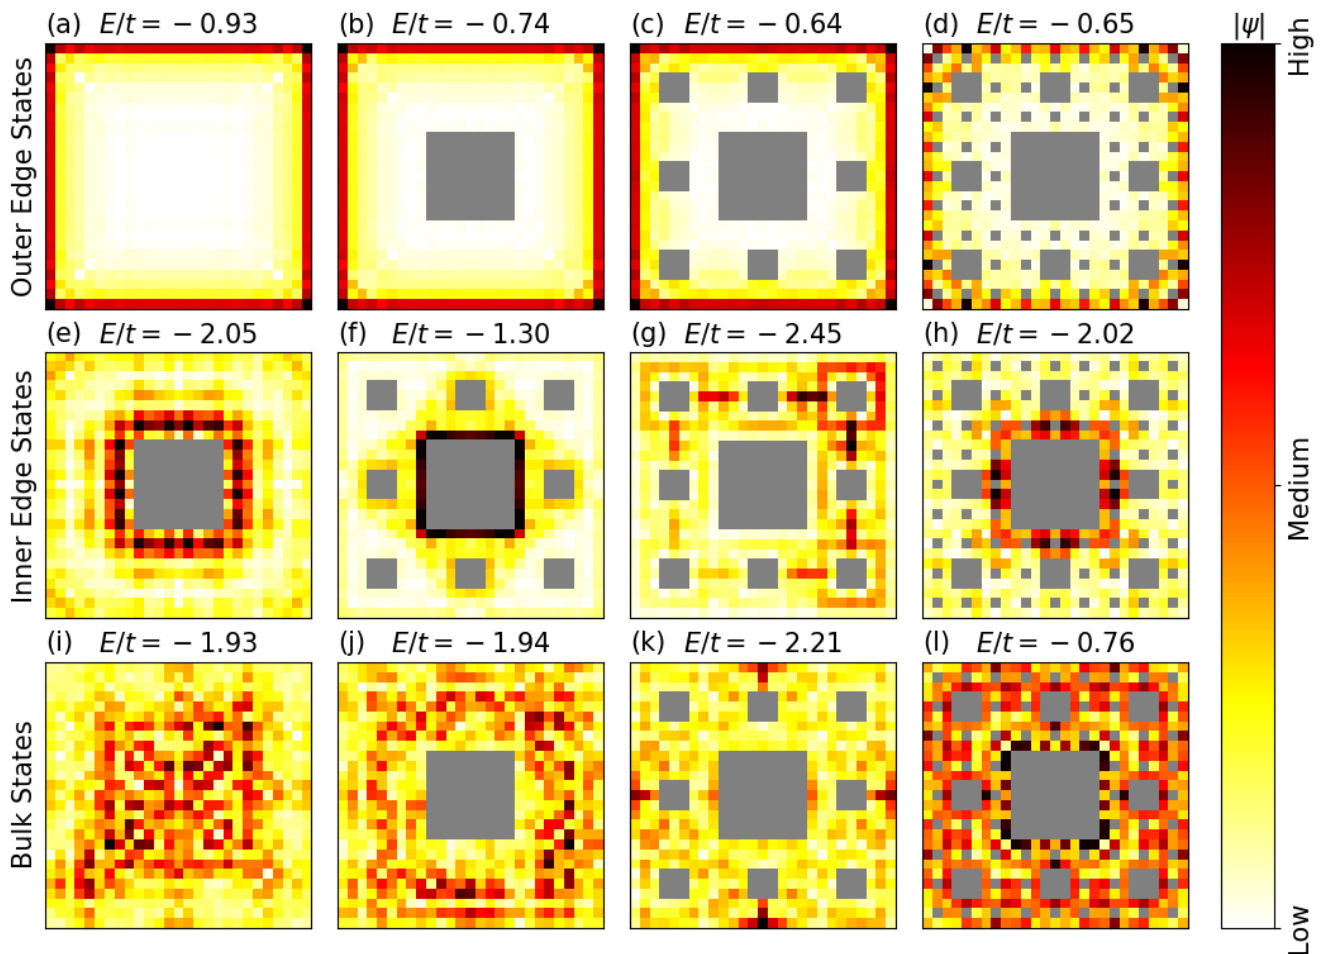 (a) E/t = − 0.93
(b) E/t = − 0.74
(c) E/t = − 0.64
(d) E/t = − 0.65
|ψ|
High
Outer Edge States
(e) E/t = − 2.05
(f) E/t = − 1.30
(g) E/t = − 2.45
(h) E/t = − 2.02
Inner Edge States
Medium
(i) E/t = − 1.93
(j) E/t = − 1.94
(k) E/t = − 2.21
(l) E/t = − 0.76
Bulk States
Low